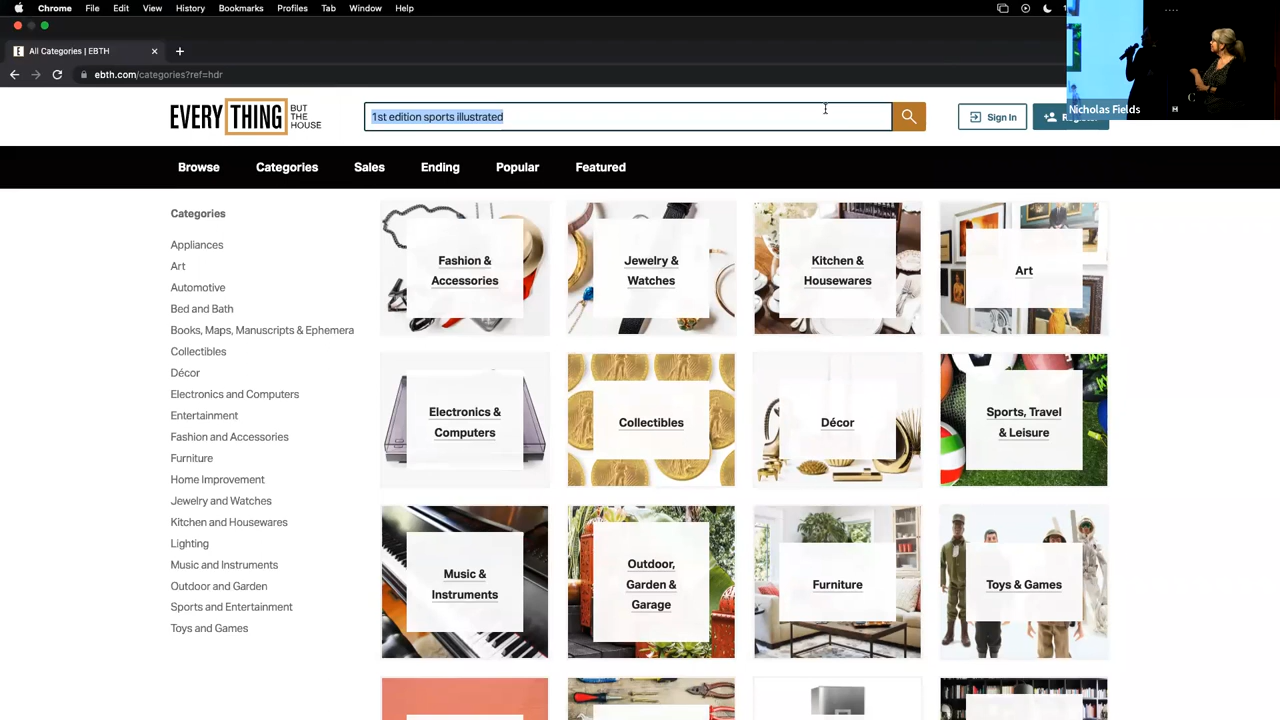 Chrome File Edit View History Bookmarks Profiles Tab Window Help
All Categories | EBTH
ebth.com/categories?ref=hdr
EVERYTHING BUT THE HOUSE
1st edition sports illustrated
Sign In
Nicholas Fields
Browse Categories Sales Ending Popular Featured
Categories
Appliances
Art
Automotive
Bed and Bath
Books, Maps, Manuscripts & Ephemera
Collectibles
Décor
Electronics and Computers
Entertainment
Fashion and Accessories
Furniture
Home Improvement
Jewelry and Watches
Kitchen and Housewares
Lighting
Music and Instruments
Outdoor and Garden
Sports and Entertainment
Toys and Games
Fashion &
Accessories
Jewelry &
Watches
Kitchen &
Housewares
Art
Electronics &
Computers
Collectibles
Décor
Sports, Travel
& Leisure
Music &
Instruments
Outdoor,
Garden &
Garage
Furniture
Toys & Games